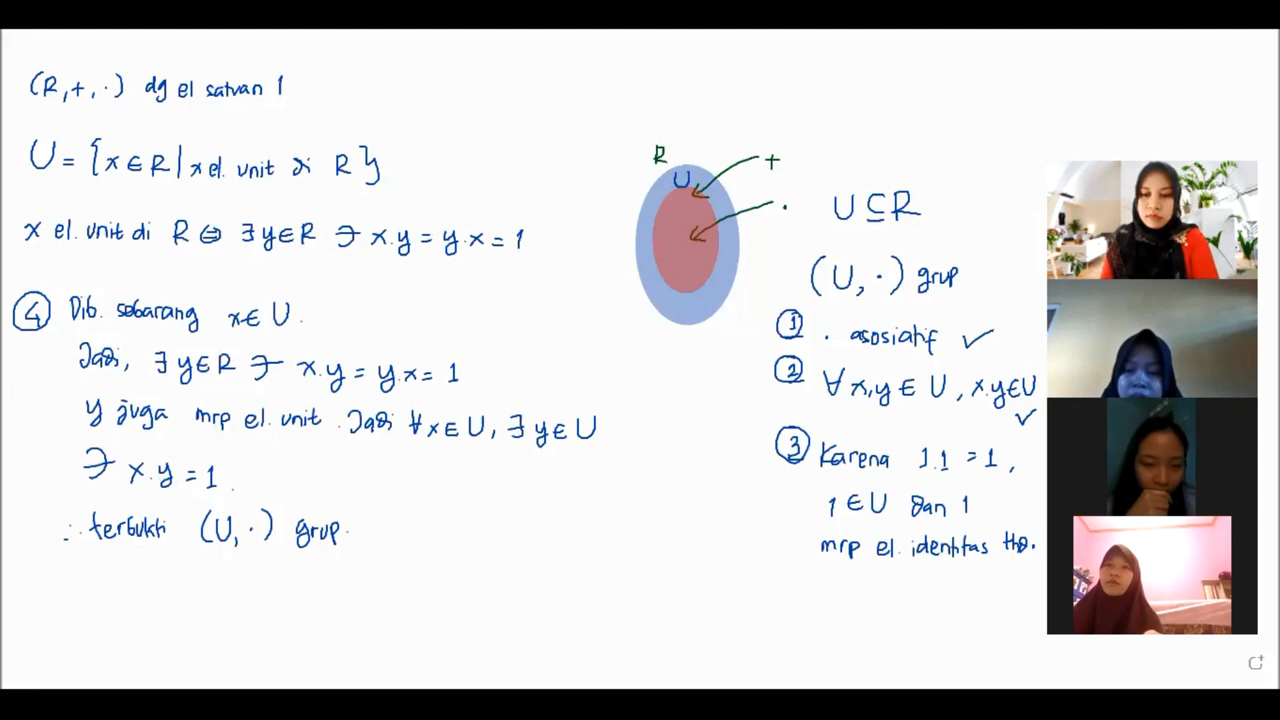 (R, +, ·) dg el satuan 1
U = {x ∈ R | x el. unit di R}
x el. unit di R ⇔ ∃ y ∈ R ∋ x.y = y.x = 1
④ Dib. sebarang x ∈ U.
Jadi, ∃ y ∈ R ∋ x.y = y.x = 1
y juga mrp el. unit. Jadi ∀ x ∈ U, ∃ y ∈ U
∋ x.y = 1.
∴ terbukti (U, ·) grup.
R
+
U
·
U ⊆ R
(U, ·) grup
① · asosiatif ✓
② ∀ x,y ∈ U, x.y ∈ U
✓
③ Karena 1.1 = 1,
1 ∈ U dan 1
mrp el. identitas thd.